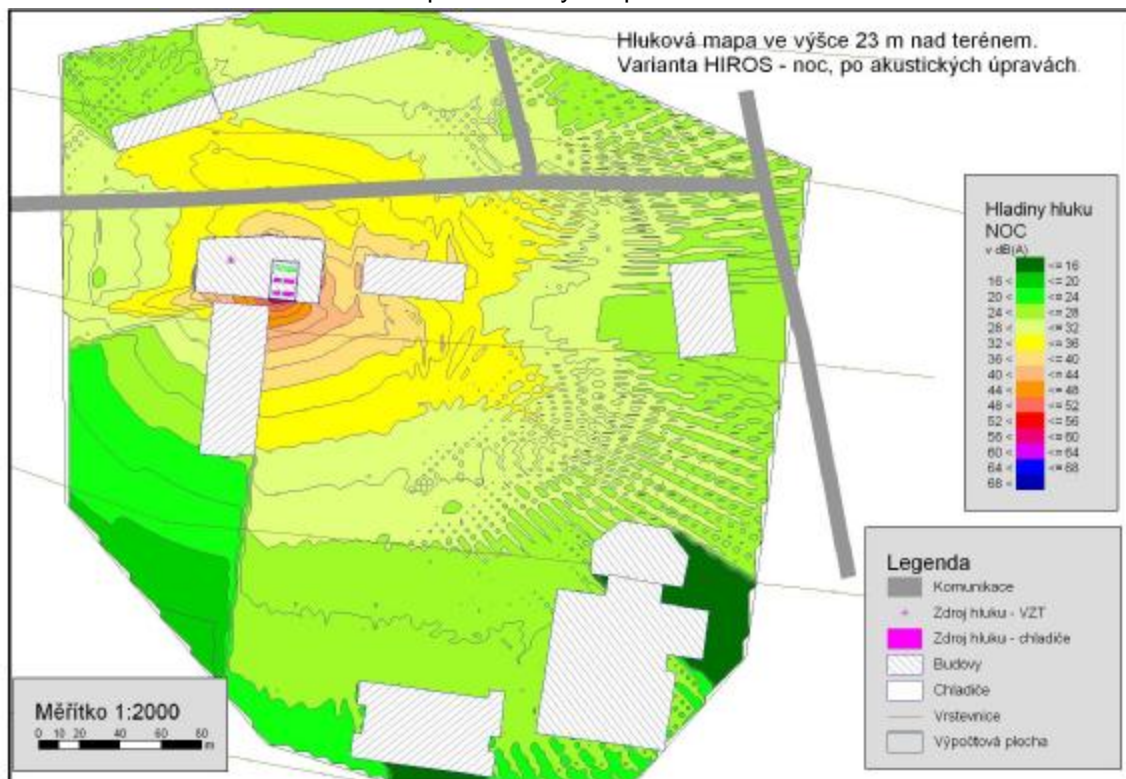 Hluková mapa ve výšce 23 m nad terénem.
Varianta HIROS - noc, po akustických úpravách.
Hladiny hluku
NOC
v dB(A)
<= 16
16 < <= 20
20 < <= 24
24 < <= 28
28 < <= 32
32 < <= 36
36 < <= 40
40 < <= 44
44 < <= 48
48 < <= 52
52 < <= 56
56 < <= 60
60 < <= 64
64 < <= 68
68 <
Legenda
Komunikace
Zdroj hluku - VZT
Zdroj hluku - chladiče
Budovy
Chladiče
Vrstevnice
Výpočtová plocha
Měřítko 1:2000
0 10 20 40 60 80
m